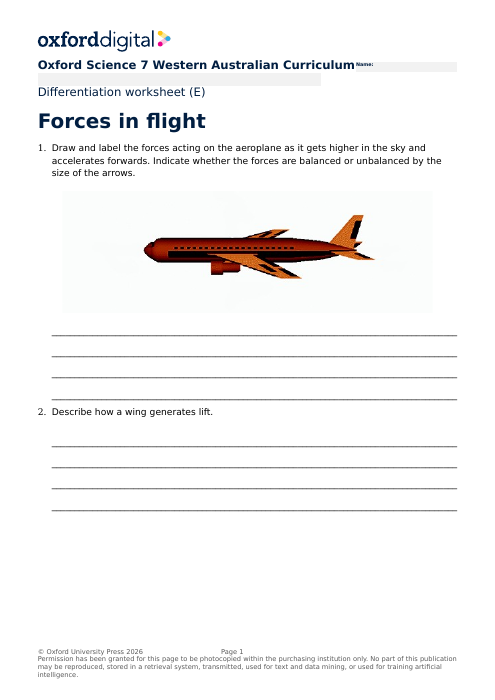 oxforddigital
Oxford Science 7 Western Australian Curriculum Name:
Differentiation worksheet (E)
Forces in flight
1. Draw and label the forces acting on the aeroplane as it gets higher in the sky and
accelerates forwards. Indicate whether the forces are balanced or unbalanced by the
size of the arrows.
2. Describe how a wing generates lift.
© Oxford University Press 2026 Page 1
Permission has been granted for this page to be photocopied within the purchasing institution only. No part of this publication
may be reproduced, stored in a retrieval system, transmitted, used for text and data mining, or used for training artificial
intelligence.